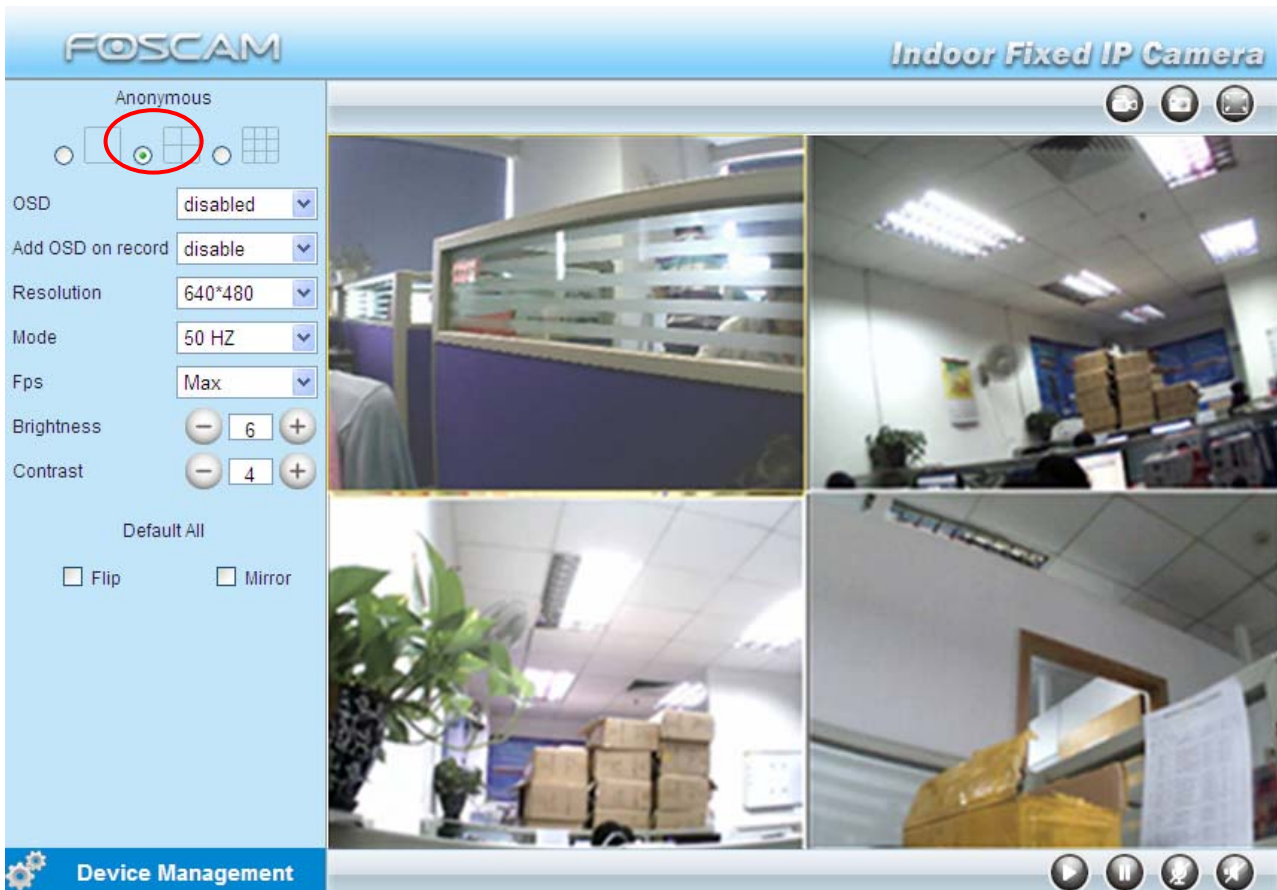 FOSCAM
Indoor Fixed IP Camera
Anonymous
OSD disabled
Add OSD on record disable
Resolution 640*480
Mode 50 HZ
Fps Max
Brightness 6
Contrast 4
Default All
Flip Mirror
Device Management